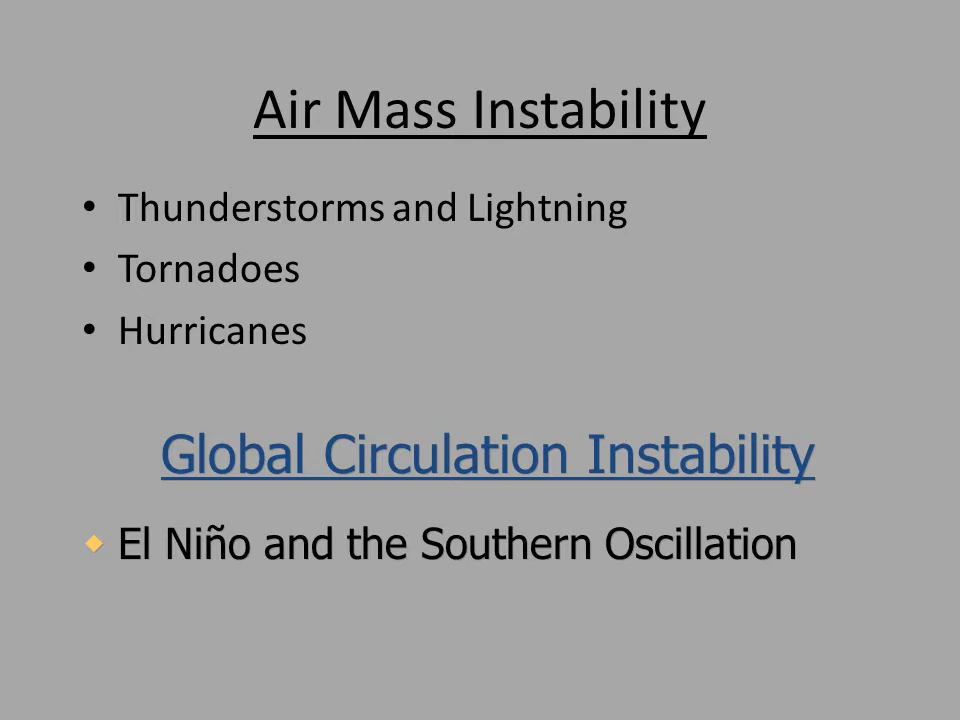 Air Mass Instability
• Thunderstorms and Lightning
• Tornadoes
• Hurricanes
Global Circulation Instability
◆ El Niño and the Southern Oscillation